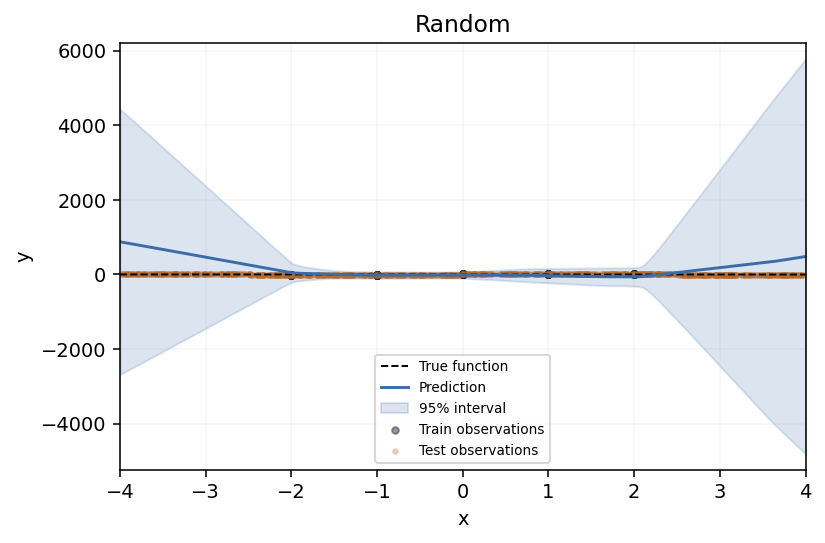 Random
6000
4000
2000
0
−2000
−4000
y
−4
−3
−2
−1
0
1
2
3
4
x
True function
Prediction
95% interval
Train observations
Test observations